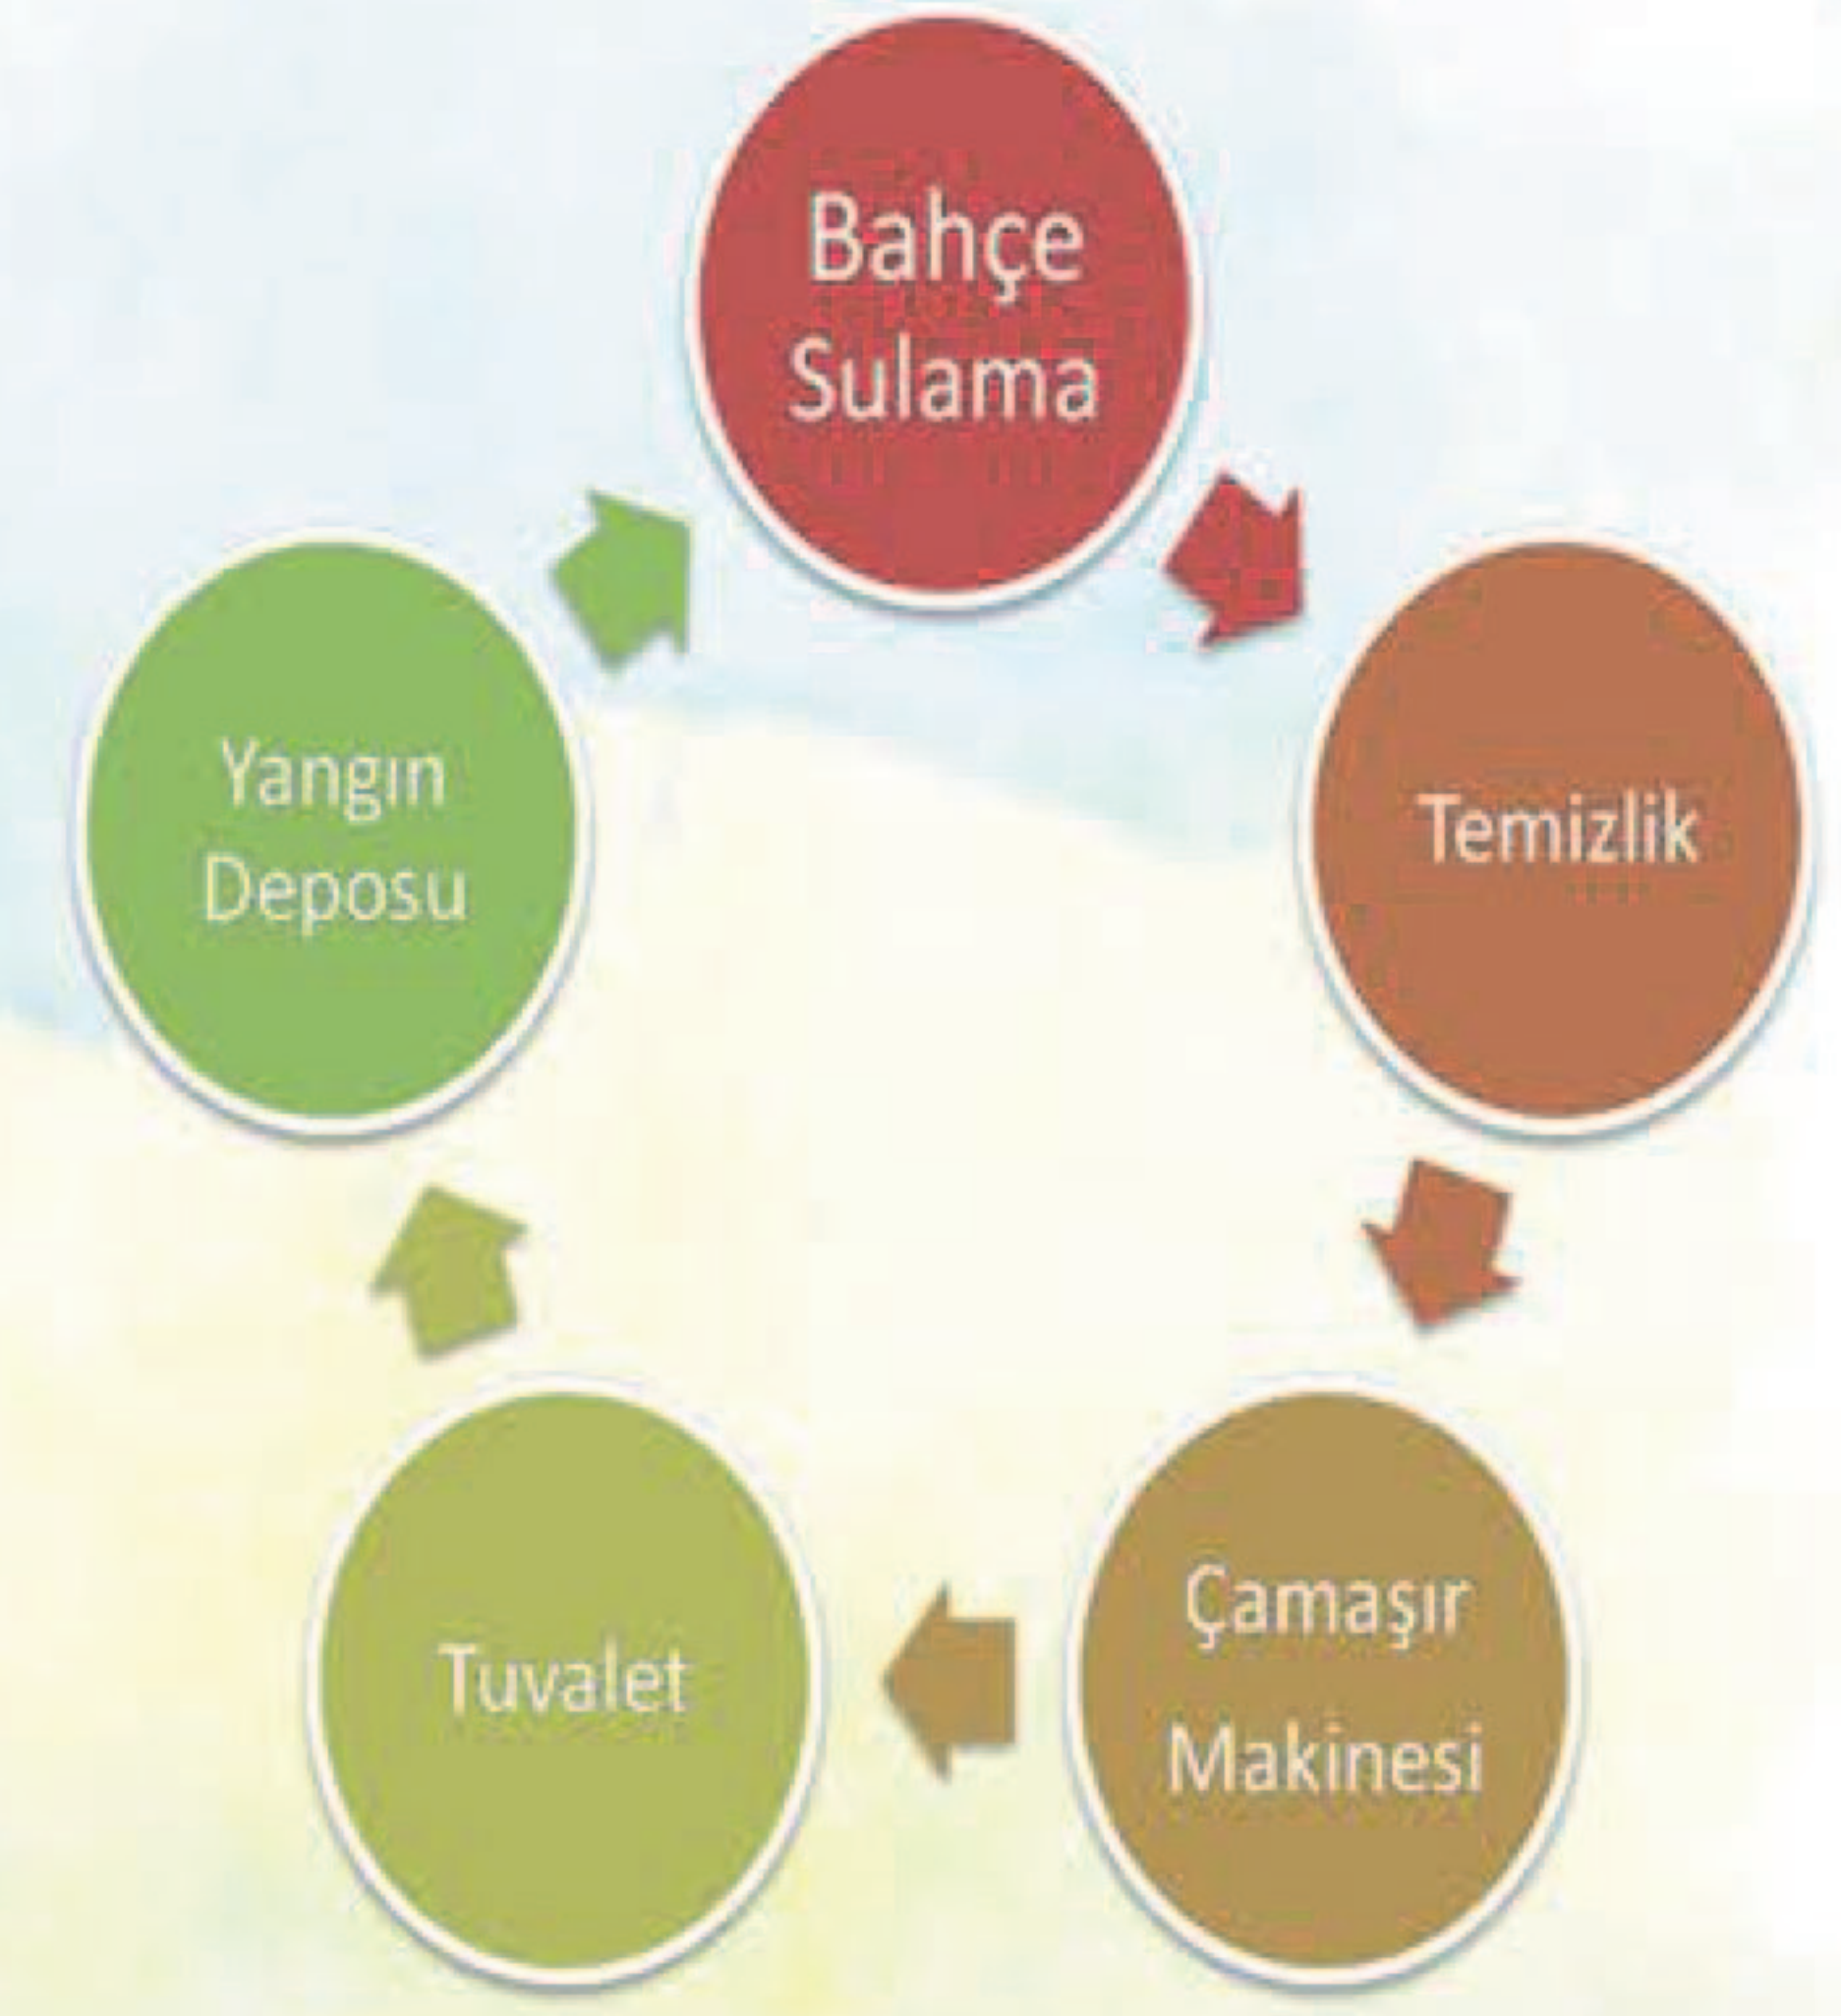 Bahçe
Sulama
Temizlik
Çamaşır
Makinesi
Tuvalet
Yangın
Deposu